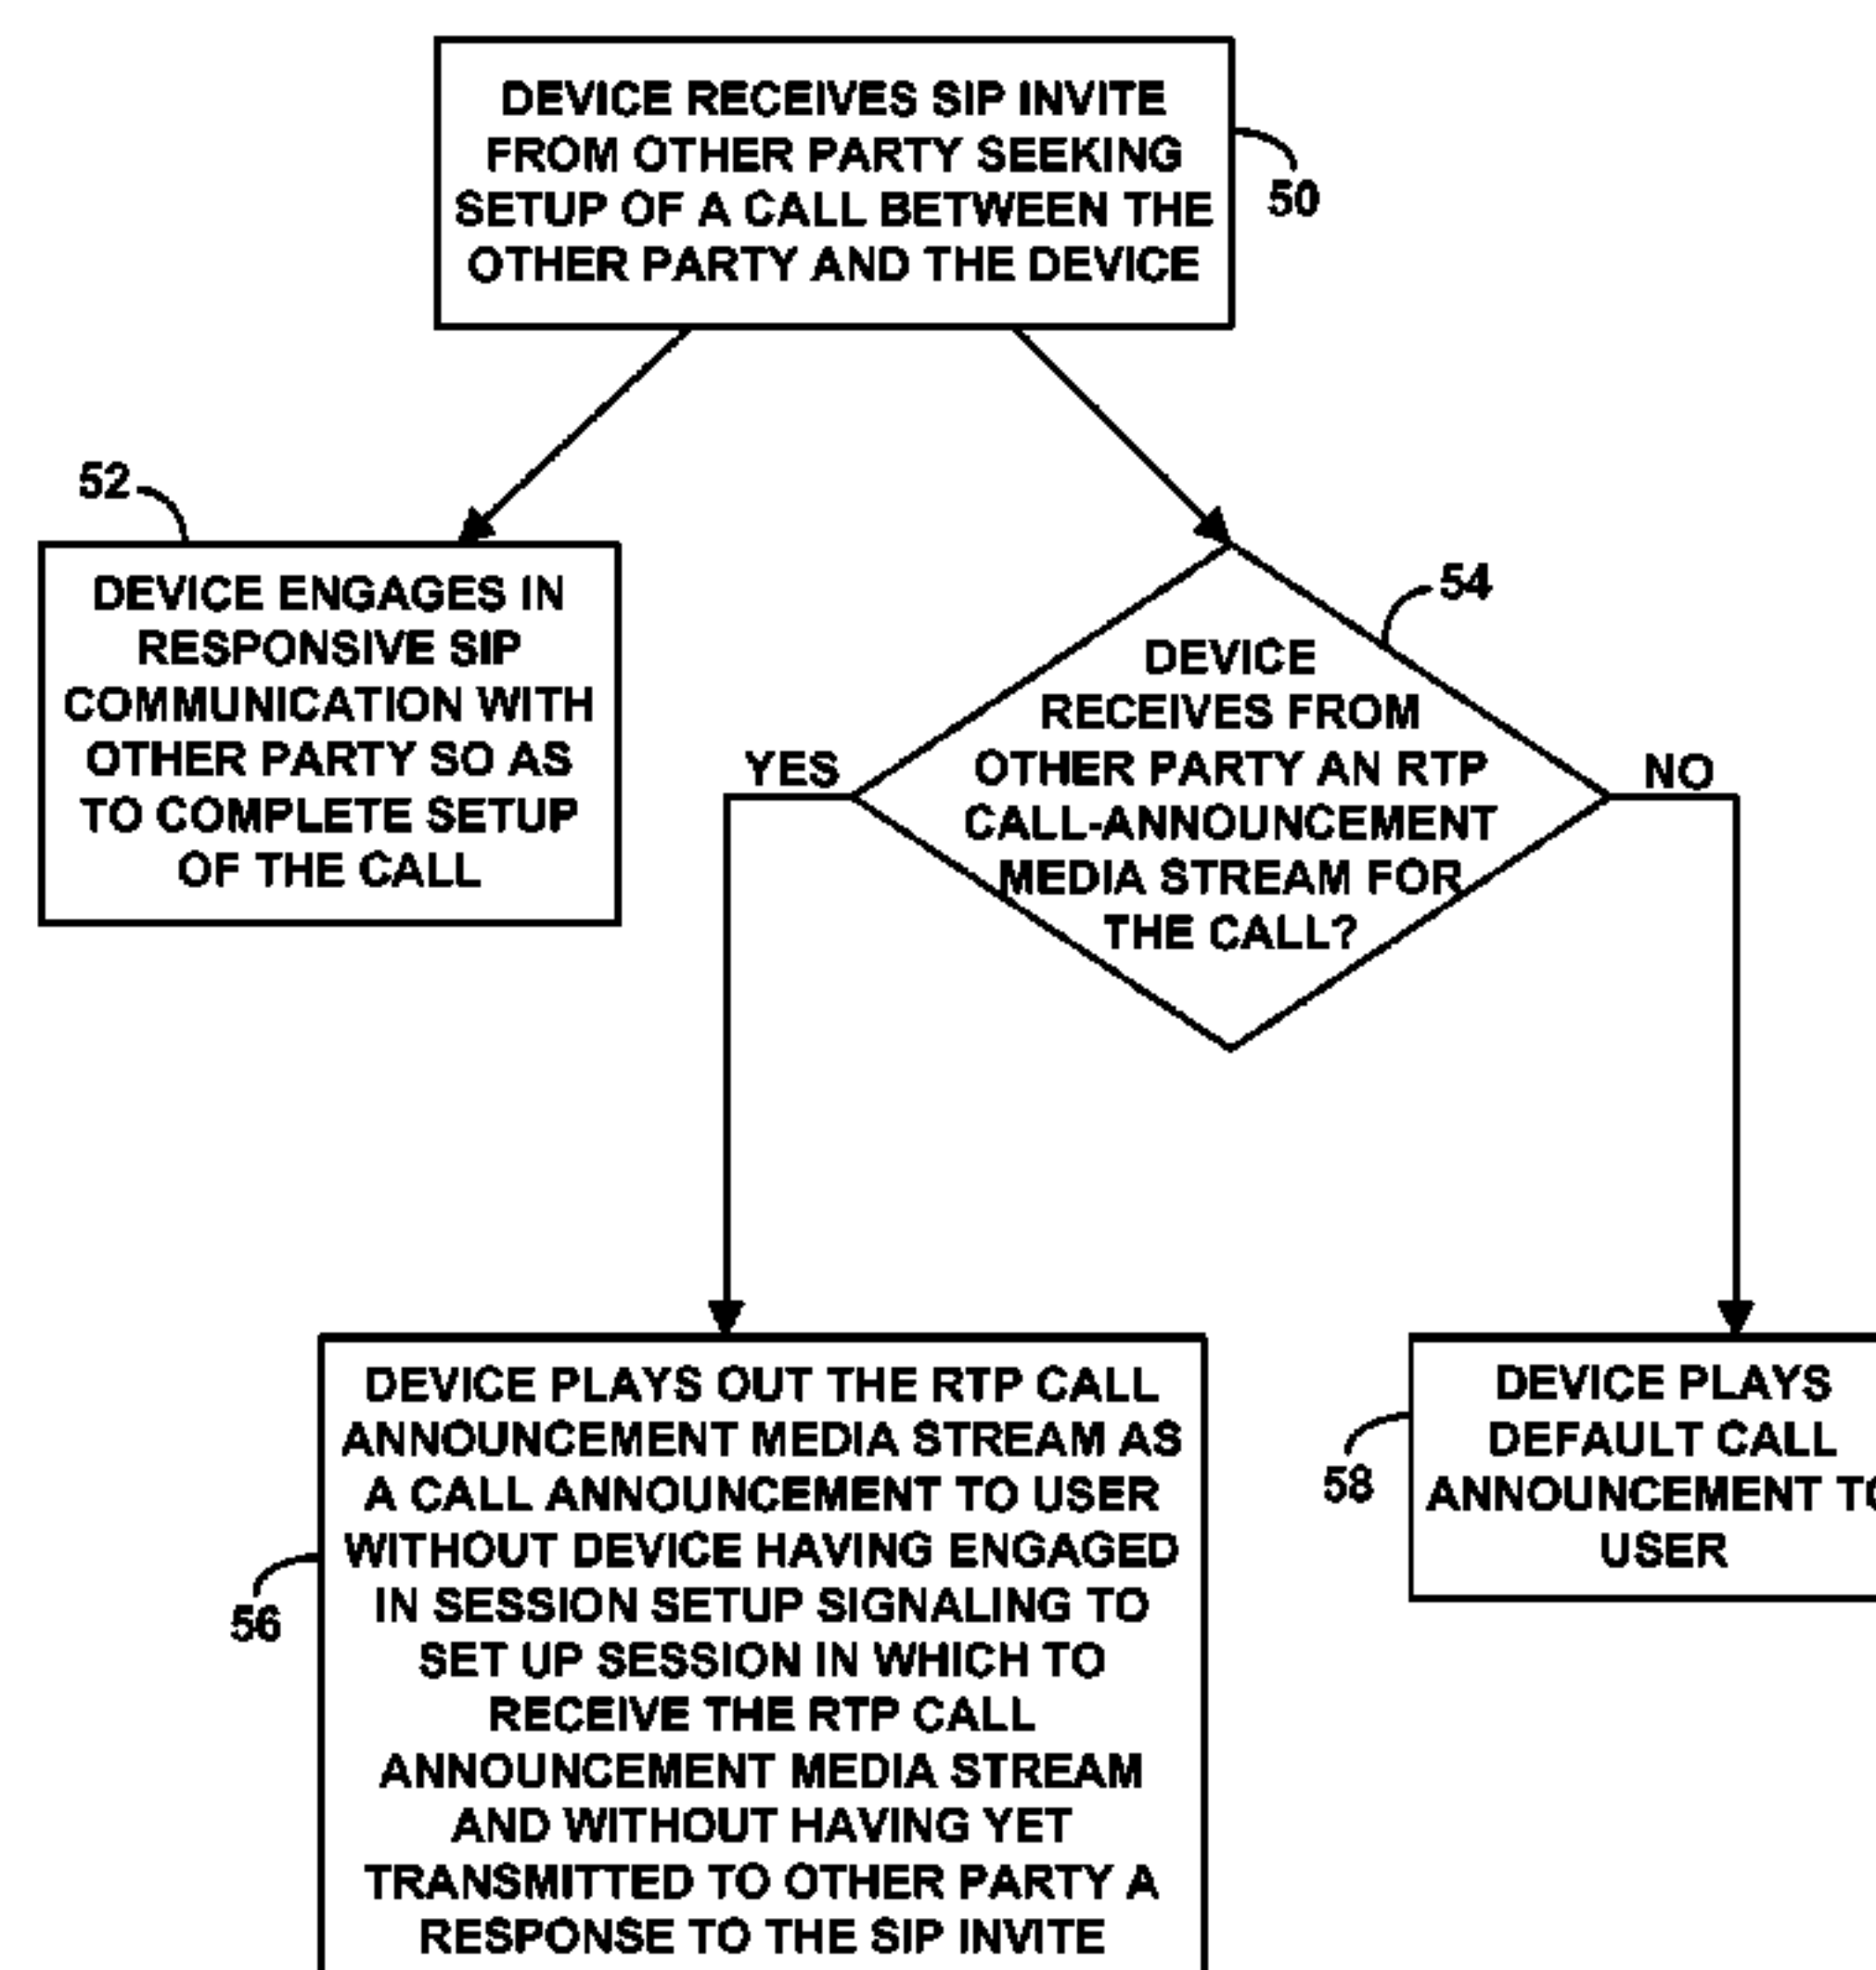 DEVICE RECEIVES SIP INVITE
FROM OTHER PARTY SEEKING
SETUP OF A CALL BETWEEN THE
OTHER PARTY AND THE DEVICE
50
52
DEVICE ENGAGES IN
RESPONSIVE SIP
COMMUNICATION WITH
OTHER PARTY SO AS
TO COMPLETE SETUP
OF THE CALL
54
DEVICE
RECEIVES FROM
OTHER PARTY AN RTP
CALL-ANNOUNCEMENT
MEDIA STREAM FOR
THE CALL?
YES
NO
DEVICE PLAYS OUT THE RTP CALL
ANNOUNCEMENT MEDIA STREAM AS
A CALL ANNOUNCEMENT TO USER
WITHOUT DEVICE HAVING ENGAGED
IN SESSION SETUP SIGNALING TO
SET UP SESSION IN WHICH TO
RECEIVE THE RTP CALL
ANNOUNCEMENT MEDIA STREAM
AND WITHOUT HAVING YET
TRANSMITTED TO OTHER PARTY A
RESPONSE TO THE SIP INVITE
56
DEVICE PLAYS
DEFAULT CALL
ANNOUNCEMENT TO
USER
58